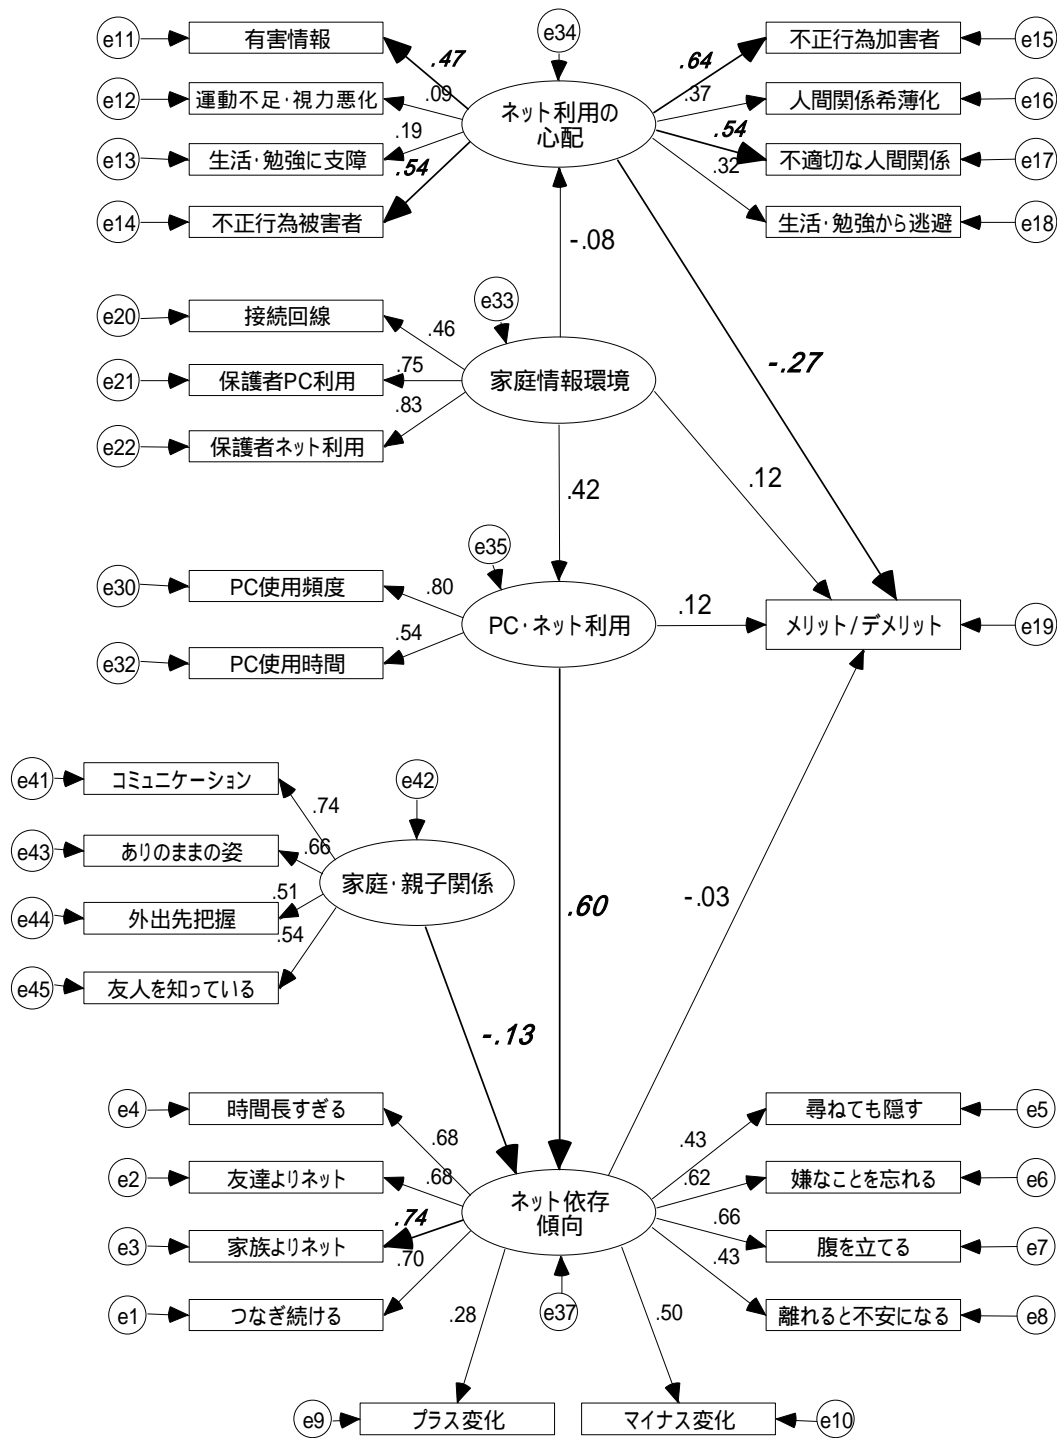 e11
有害情報
.47
e34
.64
不正行為加害者
e15
e12
運動不足・視力悪化
.09
ネット利用の
心配
.37
人間関係希薄化
e16
e13
生活・勉強に支障
.19
.54
不適切な人間関係
e17
e14
不正行為被害者
.54
.32
生活・勉強から逃避
e18
-.08
e20
接続回線
.46
e33
e21
保護者PC利用
.75
家庭情報環境
-.27
e22
保護者ネット利用
.83
.42
.12
e35
e30
PC使用頻度
.80
PC・ネット利用
.12
メリット/デメリット
e19
e32
PC使用時間
.54
e41
コミュニケーション
.74
e42
e43
ありのままの姿
.66
家庭・親子関係
e44
外出先把握
.51
.60
-.03
e45
友人を知っている
.54
-.13
e4
時間長すぎる
.68
.43
尋ねても隠す
e5
e2
友達よりネット
.68
ネット依存
傾向
.62
嫌なことを忘れる
e6
e3
家族よりネット
.74
.66
腹を立てる
e7
e1
つなぎ続ける
.70
e37
.43
離れると不安になる
e8
.28
.50
e9
プラス変化
マイナス変化
e10